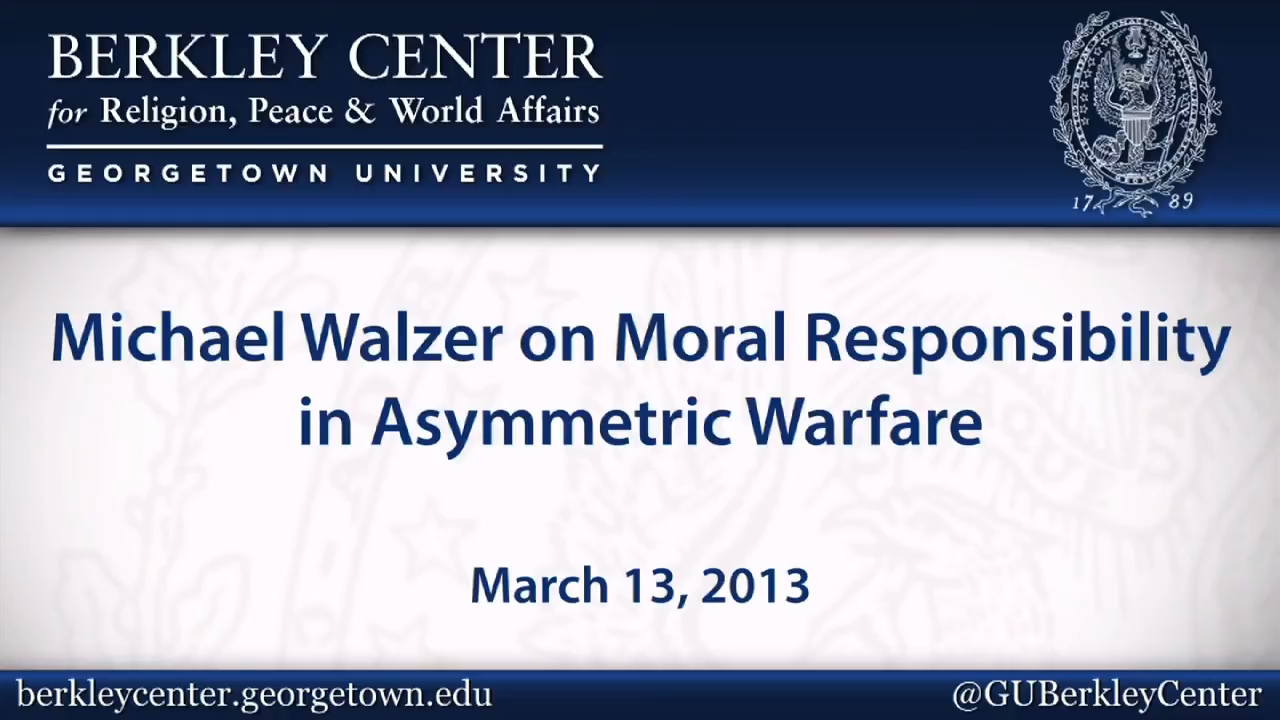 BERKLEY CENTER
for Religion, Peace & World Affairs
GEORGETOWN UNIVERSITY
17 89
Michael Walzer on Moral Responsibility
in Asymmetric Warfare
March 13, 2013
berkleycenter.georgetown.edu
@GUBerkleyCenter